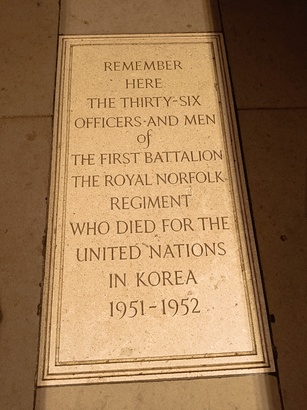 REMEMBER
HERE
THE THIRTY-SIX
OFFICERS·AND MEN
of
THE FIRST BATTALION
THE ROYAL NORFOLK
REGIMENT
WHO DIED FOR THE
UNITED NATIONS
IN KOREA
1951-1952